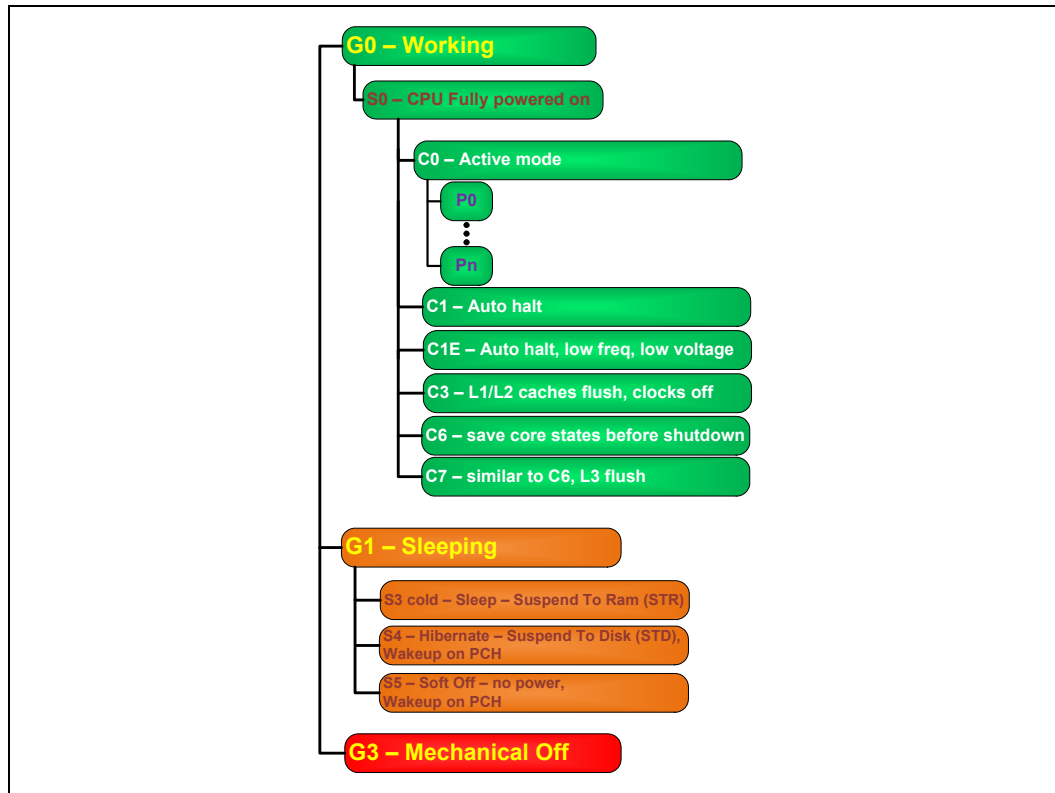 G0 – Working
S0 – CPU Fully powered on
C0 – Active mode
P0
Pn
C1 – Auto halt
C1E – Auto halt, low freq, low voltage
C3 – L1/L2 caches flush, clocks off
C6 – save core states before shutdown
C7 – similar to C6, L3 flush
G1 – Sleeping
S3 cold – Sleep – Suspend To Ram (STR)
S4 – Hibernate – Suspend To Disk (STD),
Wakeup on PCH
S5 – Soft Off – no power,
Wakeup on PCH
G3 – Mechanical Off